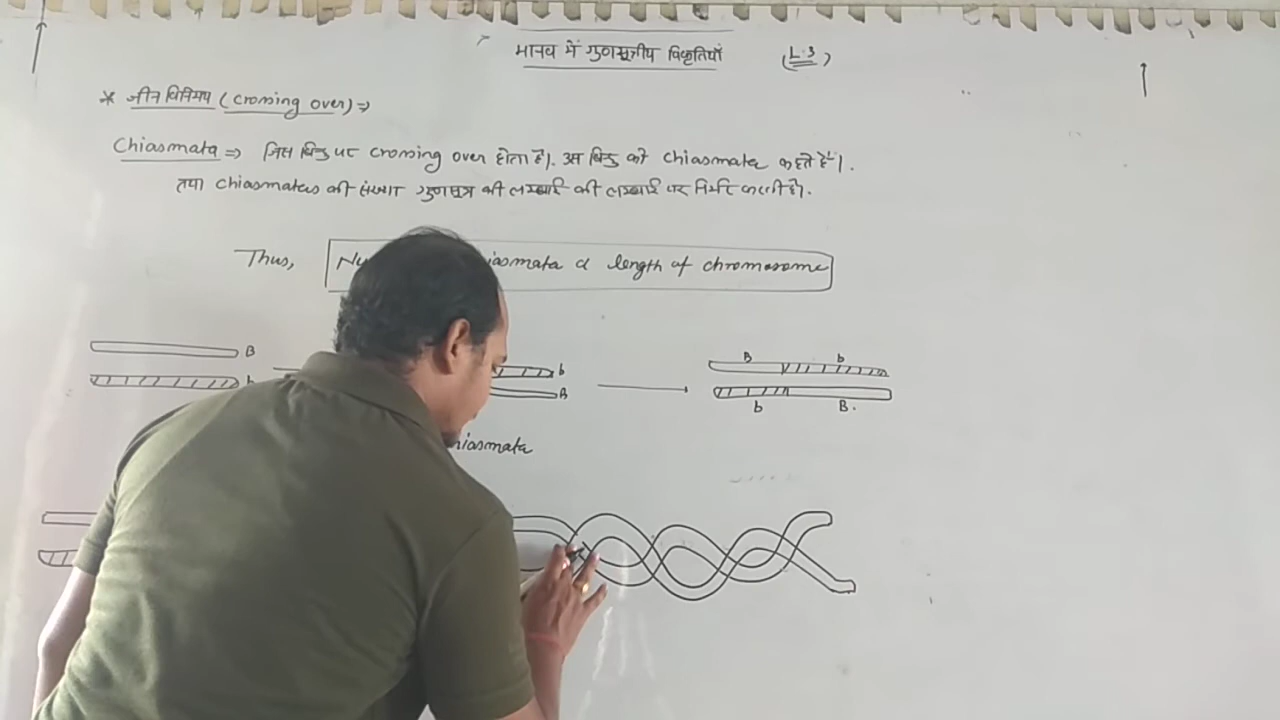 मानव में गुणसूत्रीय विकृतियाँ (L.3)
* जीन विनिमय (Crossing over) ⇒
Chiasmata ⇒ जिस बिन्दु पर crossing over होता है। उस बिन्दु को chiasmata कहते हैं।
तथा chiasmata की संख्या गुणसूत्र की लम्बाई की लम्बाई पर निर्भर करती है।
Thus, iasmata α length of chromosome
B
b
b
B
B b
b B.
hiasmata